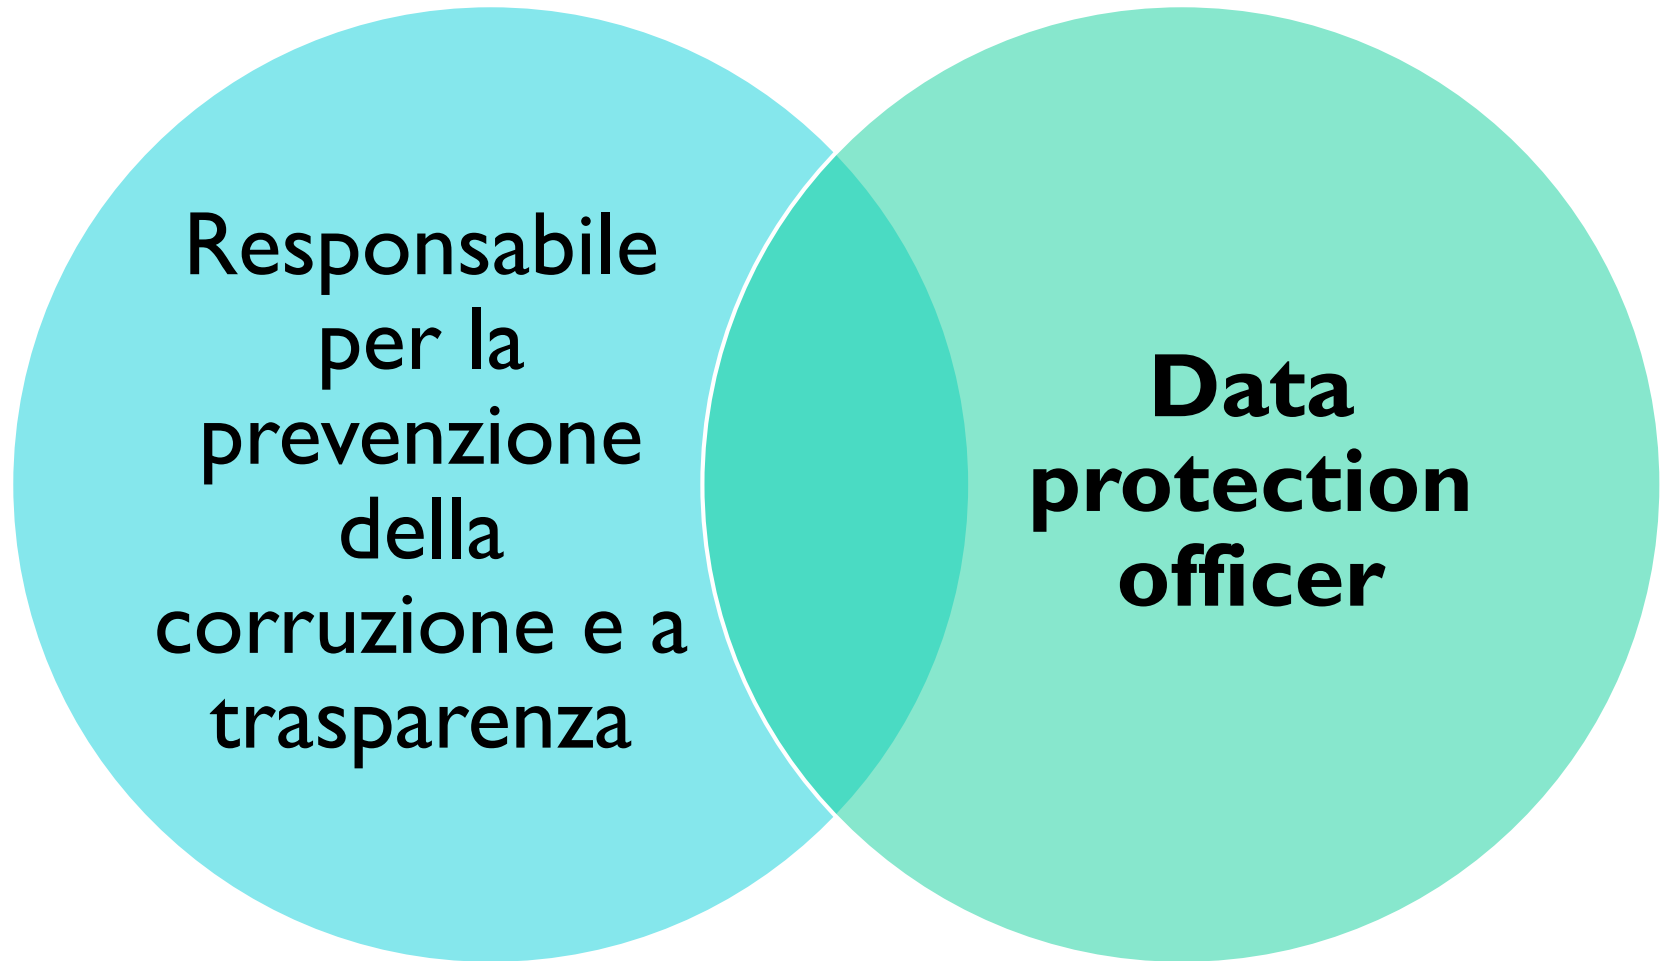 Responsabile
per la
prevenzione
della
corruzione e a
trasparenza
Data
protection
officer